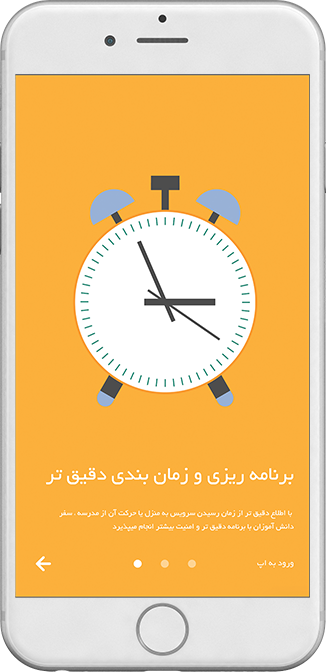 برنامه ریزی و زمان بندی دقیق تر
با اطلاع دقیق تر از زمان رسیدن سرویس به منزل یا حرکت آن از مدرسه ، سفر
دانش آموزان با برنامه دقیق تر و امنیت بیشتر انجام میپذیرد
ورود به اپ